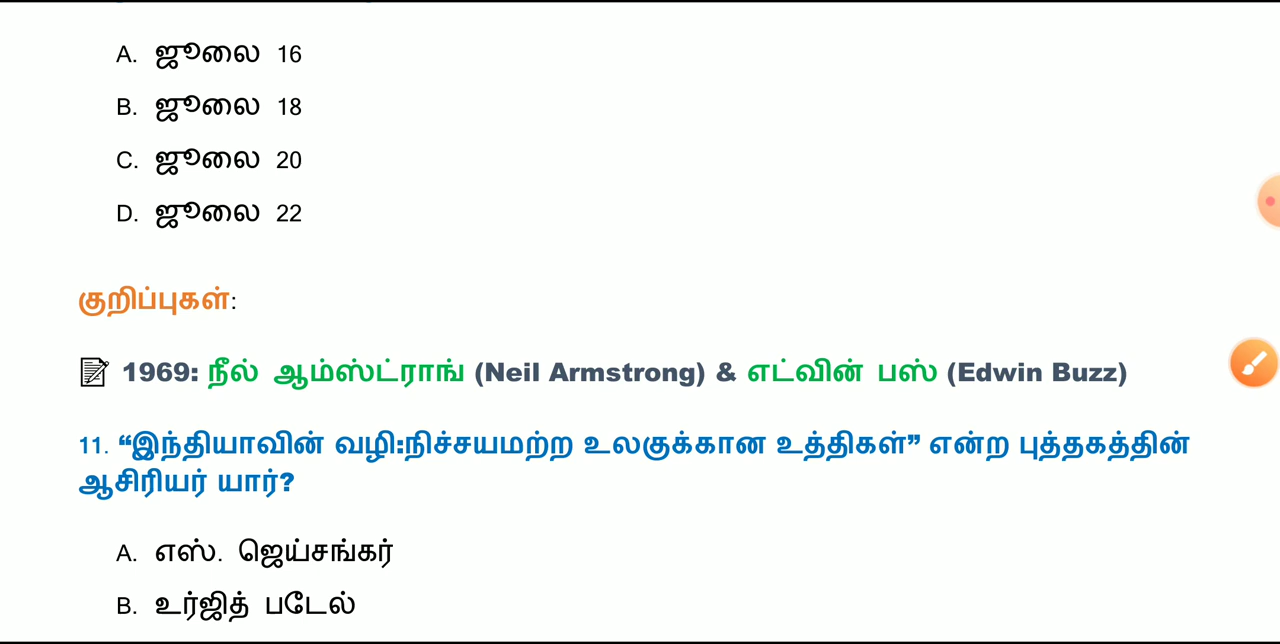 A. ஜூலை 16
B. ஜூலை 18
C. ஜூலை 20
D. ஜூலை 22
குறிப்புகள்:
1969: நீல் ஆம்ஸ்ட்ராங் (Neil Armstrong) & எட்வின் பஸ் (Edwin Buzz)
11. “இந்தியாவின் வழி:நிச்சயமற்ற உலகுக்கான உத்திகள்” என்ற புத்தகத்தின்
ஆசிரியர் யார்?
A. எஸ். ஜெய்சங்கர்
B. உர்ஜித் படேல்